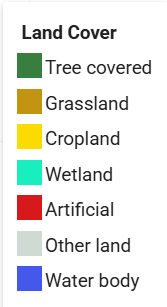 Land Cover
Tree covered
Grassland
Cropland
Wetland
Artificial
Other land
Water body